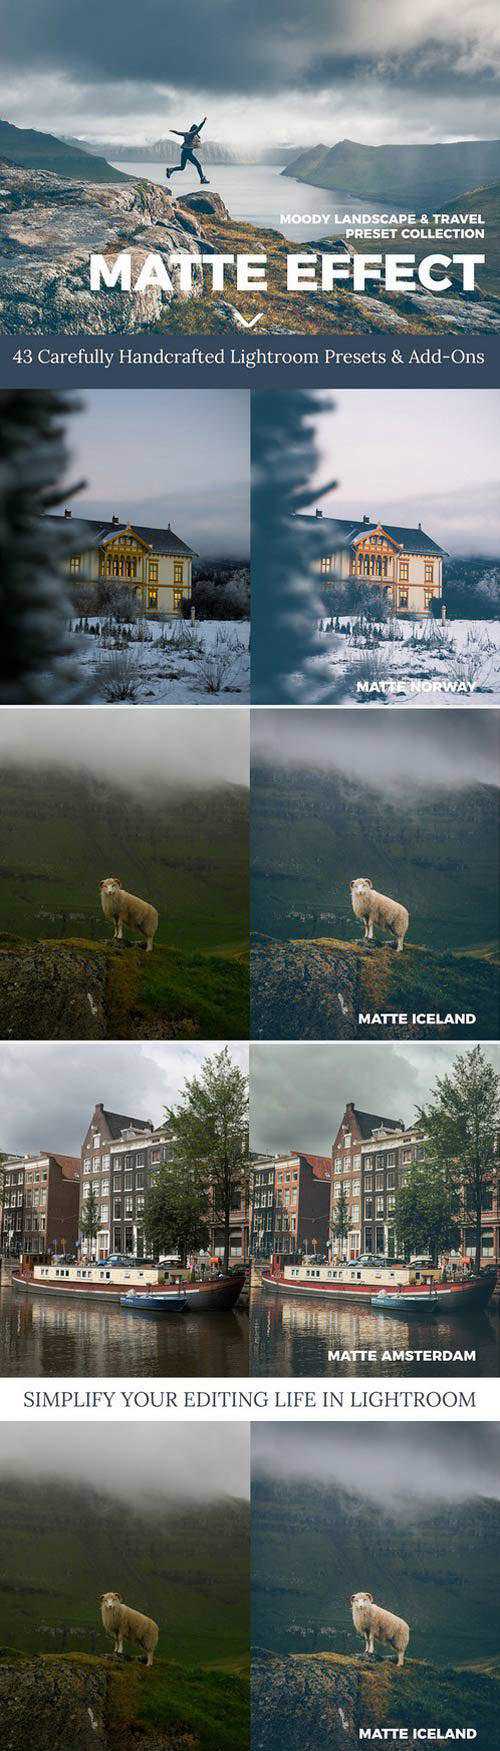 MOODY LANDSCAPE & TRAVEL
PRESET COLLECTION
MATTE EFFECT
43 Carefully Handcrafted Lightroom Presets & Add-Ons
MATTE NORWAY
MATTE ICELAND
MATTE AMSTERDAM
SIMPLIFY YOUR EDITING LIFE IN LIGHTROOM
MATTE ICELAND